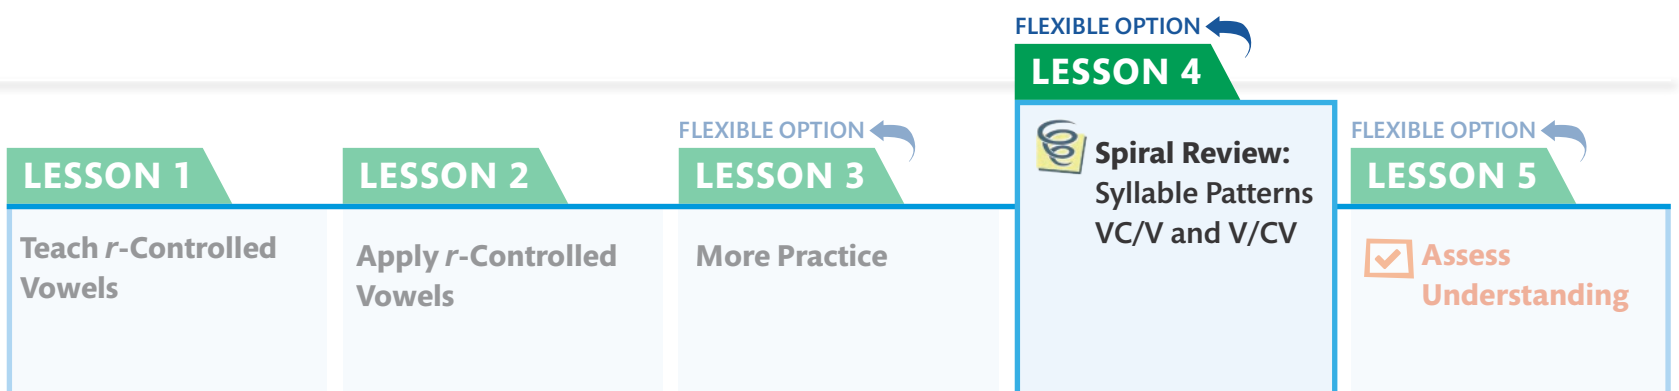 LESSON 1
Teach r-Controlled
Vowels
LESSON 2
Apply r-Controlled
Vowels
FLEXIBLE OPTION
LESSON 3
More Practice
FLEXIBLE OPTION
LESSON 4
Spiral Review:
Syllable Patterns
VC/V and V/CV
FLEXIBLE OPTION
LESSON 5
Assess
Understanding